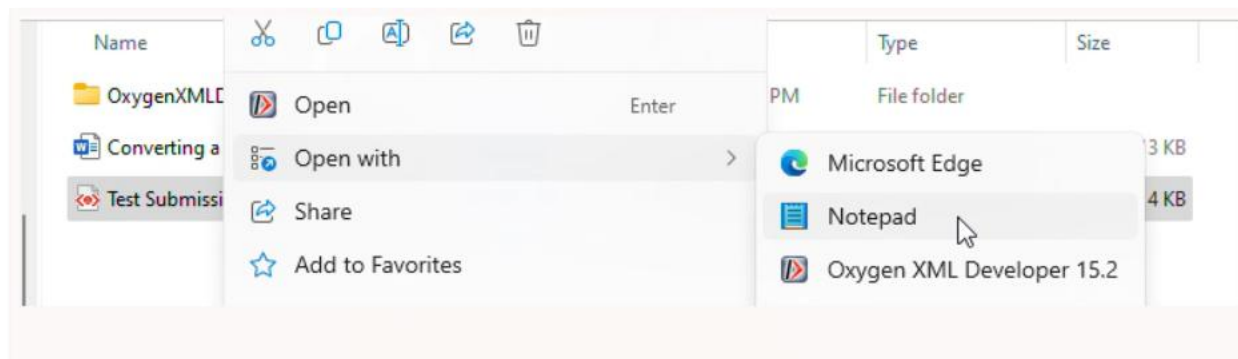 Name Type Size
OxygenXMLD Open Enter PM File folder
Converting a Open with 3 KB
Microsoft Edge
Test Submissi Share Notepad 4 KB
Add to Favorites Oxygen XML Developer 15.2